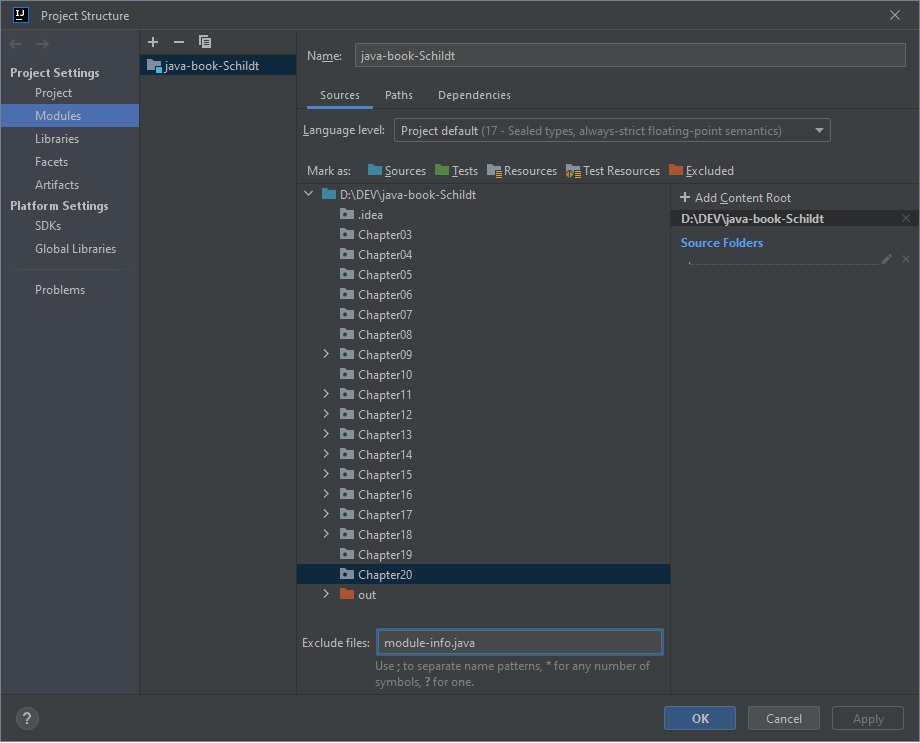 Project Structure
Project Settings
Project
Modules
Libraries
Facets
Artifacts
Platform Settings
SDKs
Global Libraries
Problems
java-book-Schildt
Name: java-book-Schildt
Sources Paths Dependencies
Language level: Project default (17 - Sealed types, always-strict floating-point semantics)
Mark as: Sources Tests Resources Test Resources Excluded
D:\DEV\java-book-Schildt
.idea
Chapter03
Chapter04
Chapter05
Chapter06
Chapter07
Chapter08
Chapter09
Chapter10
Chapter11
Chapter12
Chapter13
Chapter14
Chapter15
Chapter16
Chapter17
Chapter18
Chapter19
Chapter20
out
Exclude files: module-info.java
Use ; to separate name patterns, * for any number of
symbols, ? for one.
+ Add Content Root
D:\DEV\java-book-Schildt
Source Folders
.
? OK Cancel Apply